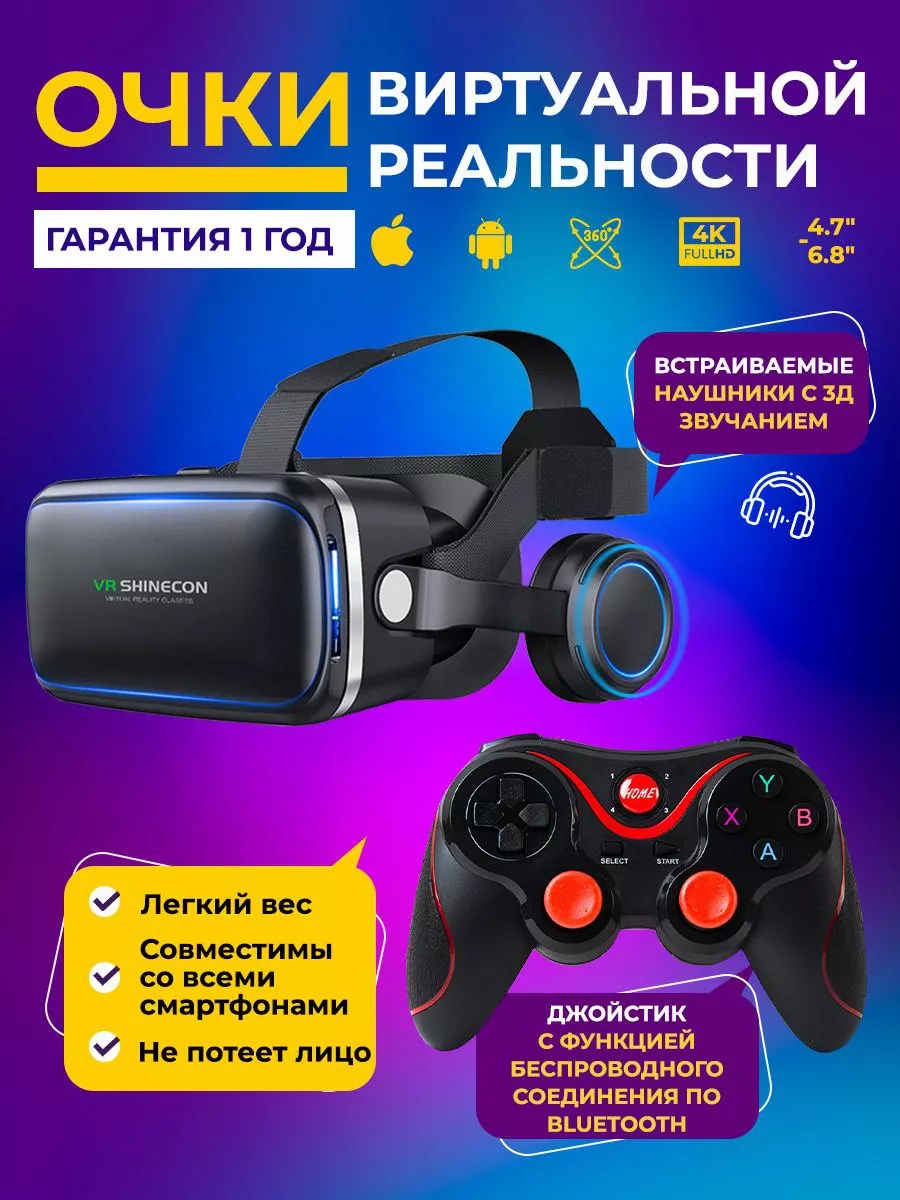 ОЧКИ
ВИРТУАЛЬНОЙ
РЕАЛЬНОСТИ
ГАРАНТИЯ 1 ГОД
360°
4K
FULLHD
-4.7"
6.8"
ВСТРАИВАЕМЫЕ
НАУШНИКИ С 3Д
ЗВУЧАНИЕМ
VR SHINECON
VIRTUAL REALITY GLASSES
1
2
HOME
4
3
SELECT
START
Y
X
B
A
Легкий вес
Совместимы
со всеми
смартфонами
Не потеет лицо
ДЖОЙСТИК
С ФУНКЦИЕЙ
БЕСПРОВОДНОГО
СОЕДИНЕНИЯ ПО
BLUETOOTH